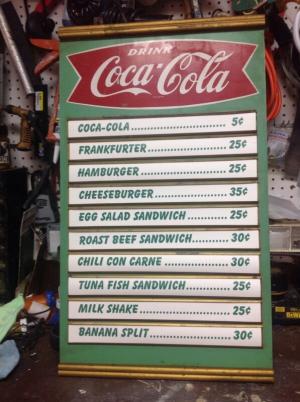 DRINK
Coca-Cola
COCA-COLA............................ 5¢
FRANKFURTER........................ 25¢
HAMBURGER.......................... 25¢
CHEESEBURGER..................... 35¢
EGG SALAD SANDWICH............ 25¢
ROAST BEEF SANDWICH........... 30¢
CHILI CON CARNE ................... 30¢
TUNA FISH SANDWICH............. 25¢
MILK SHAKE ........................... 25¢
BANANA SPLIT ........................ 30¢